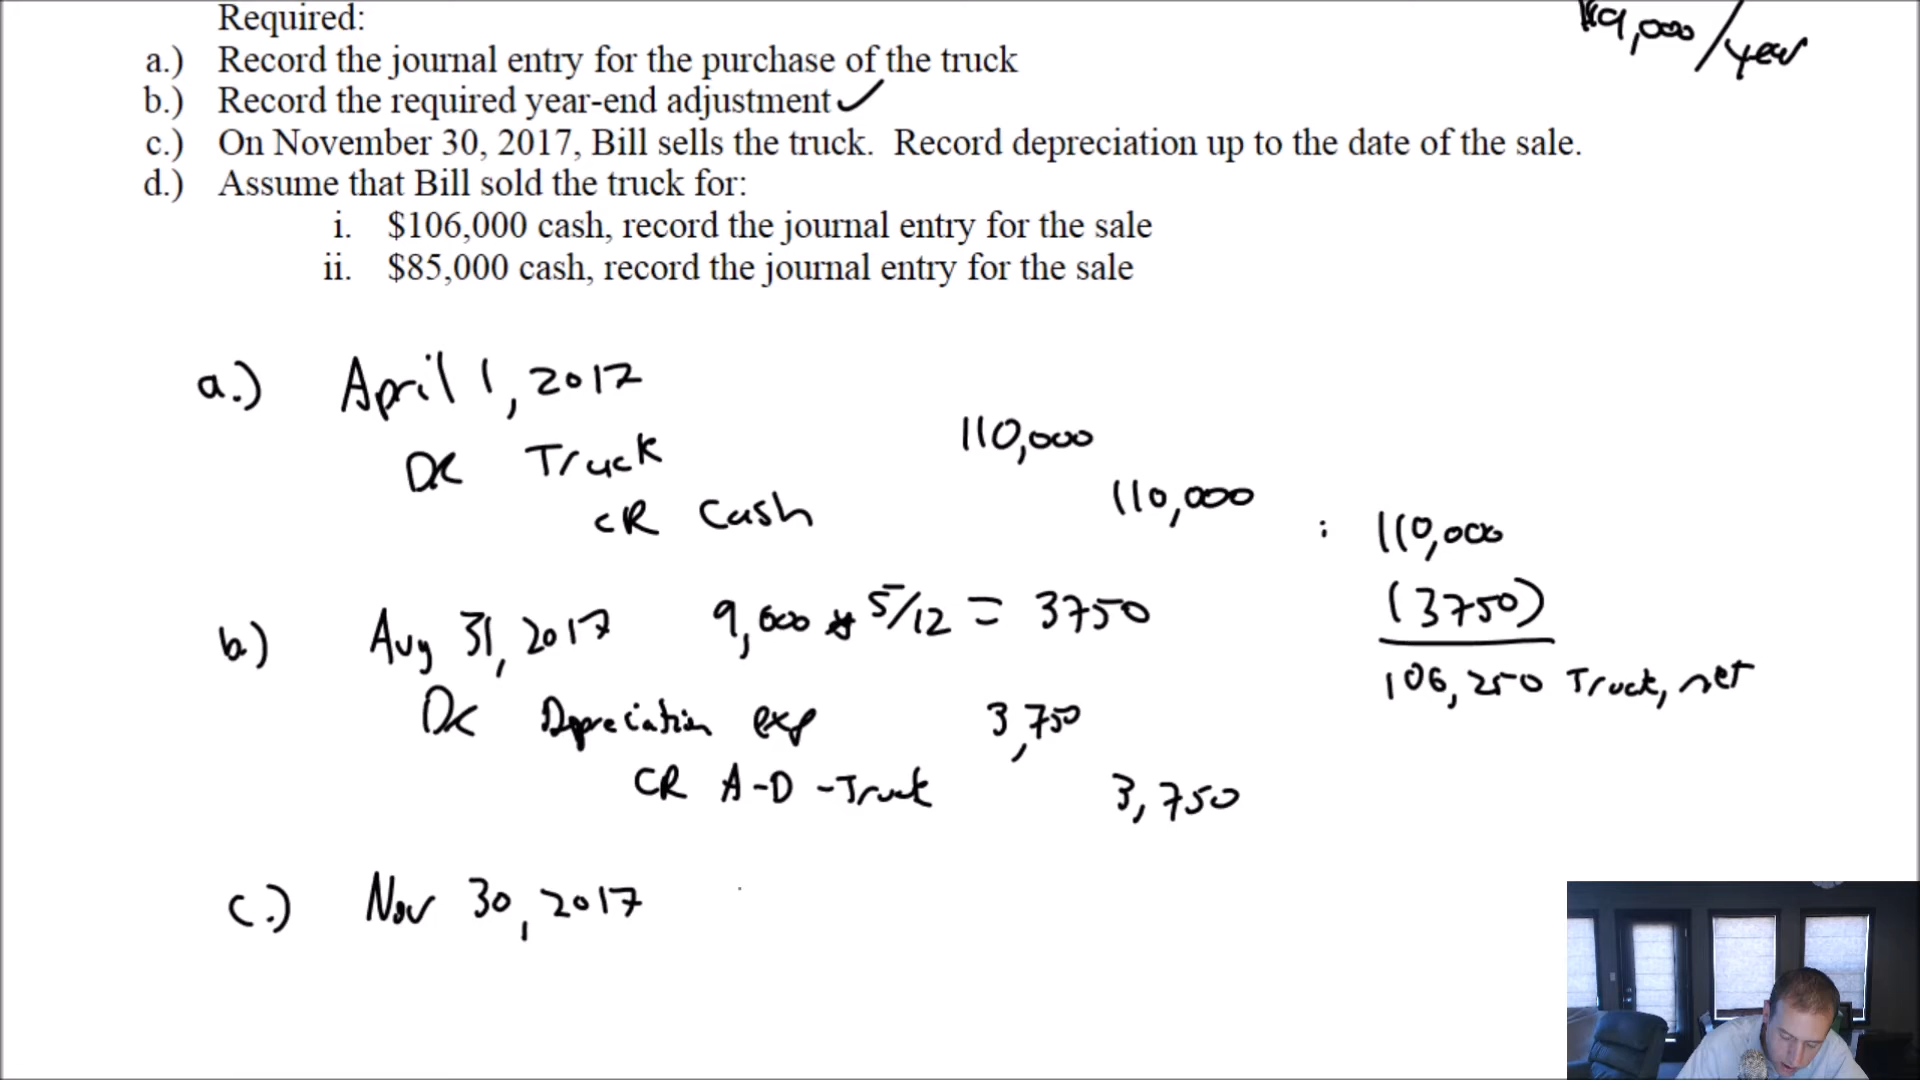 Required:
9,000/year
a.) Record the journal entry for the purchase of the truck
b.) Record the required year-end adjustment
c.) On November 30, 2017, Bill sells the truck. Record depreciation up to the date of the sale.
d.) Assume that Bill sold the truck for:
i. $106,000 cash, record the journal entry for the sale
ii. $85,000 cash, record the journal entry for the sale
a.) April 1, 2017
DR Truck 110,000
CR Cash 110,000
: 110,000
(3750)
106,250 Truck, net
b) Aug 31, 2017 9,000 * 5/12 = 3750
DR Depreciation exp 3,750
CR A-D-Truck 3,750
c.) Nov 30, 2017